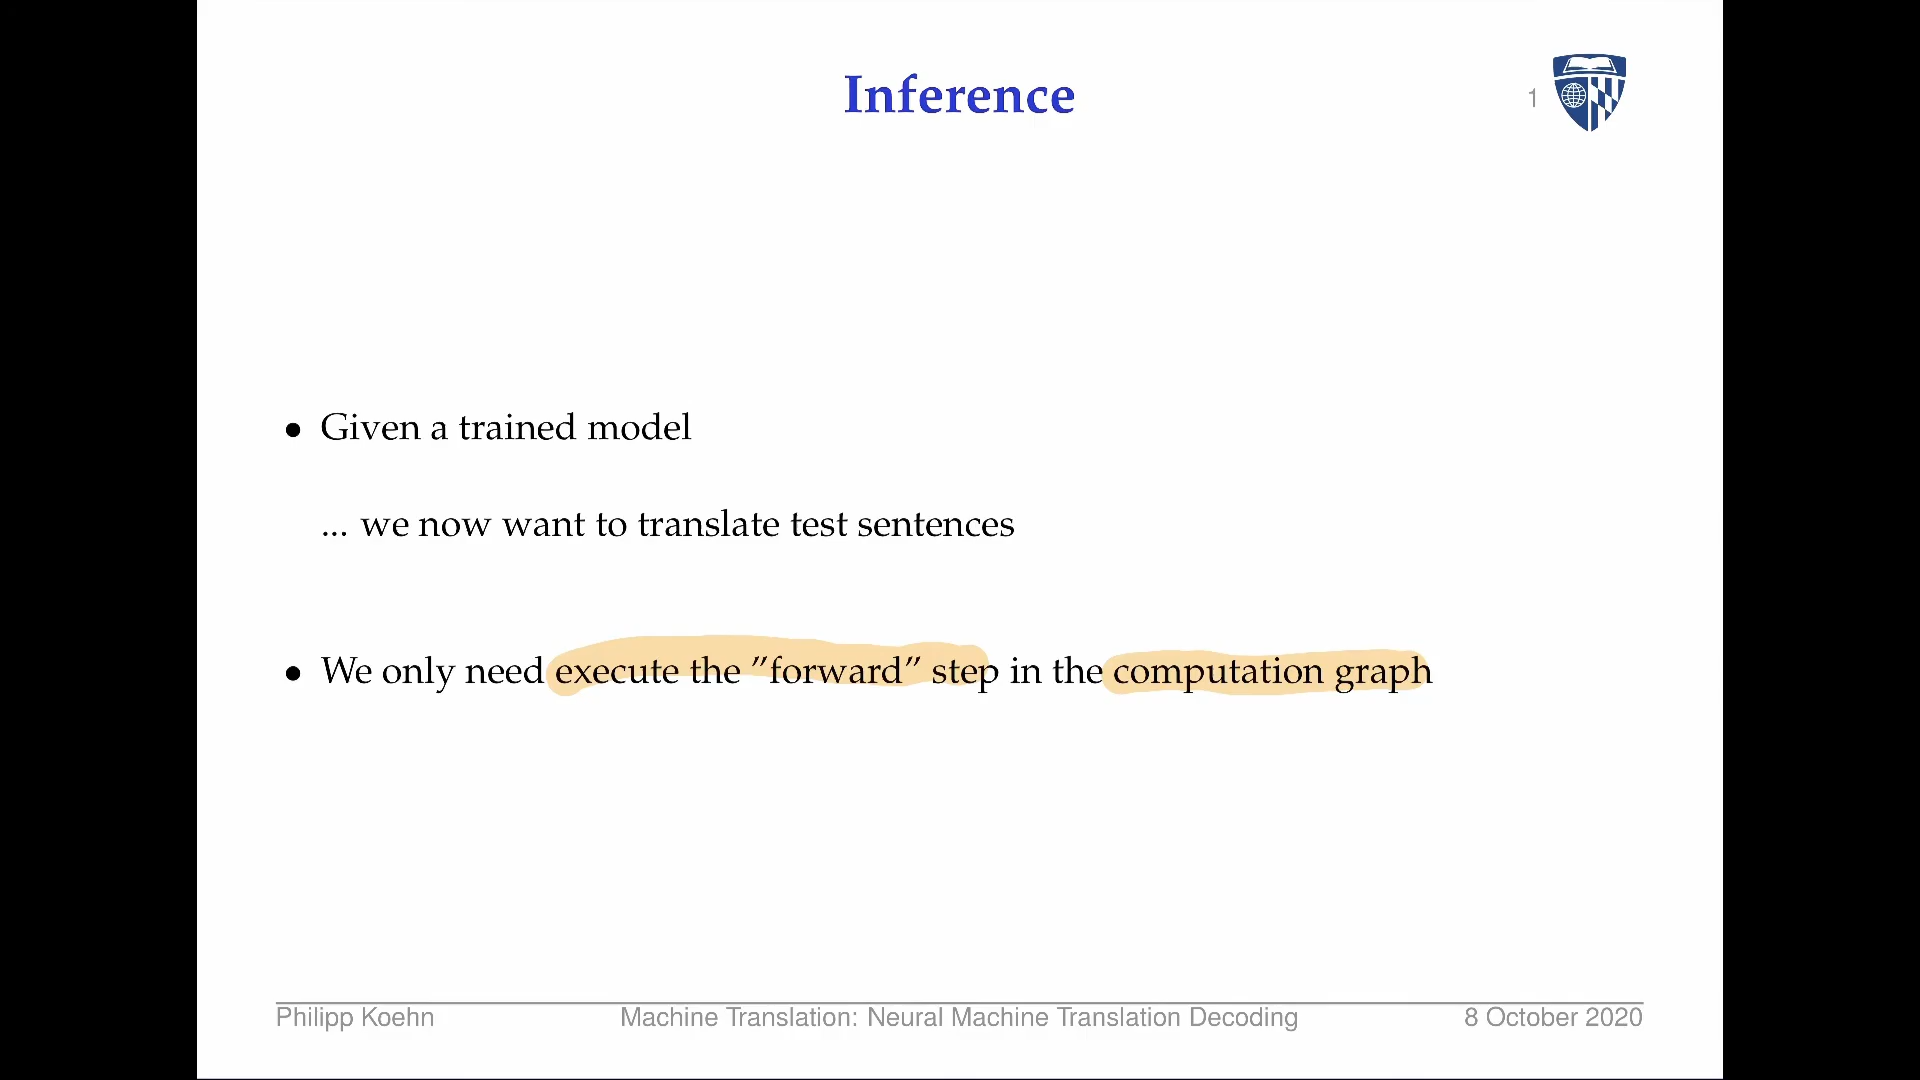 Inference
1
• Given a trained model
... we now want to translate test sentences
• We only need execute the ”forward” step in the computation graph
Philipp Koehn Machine Translation: Neural Machine Translation Decoding 8 October 2020